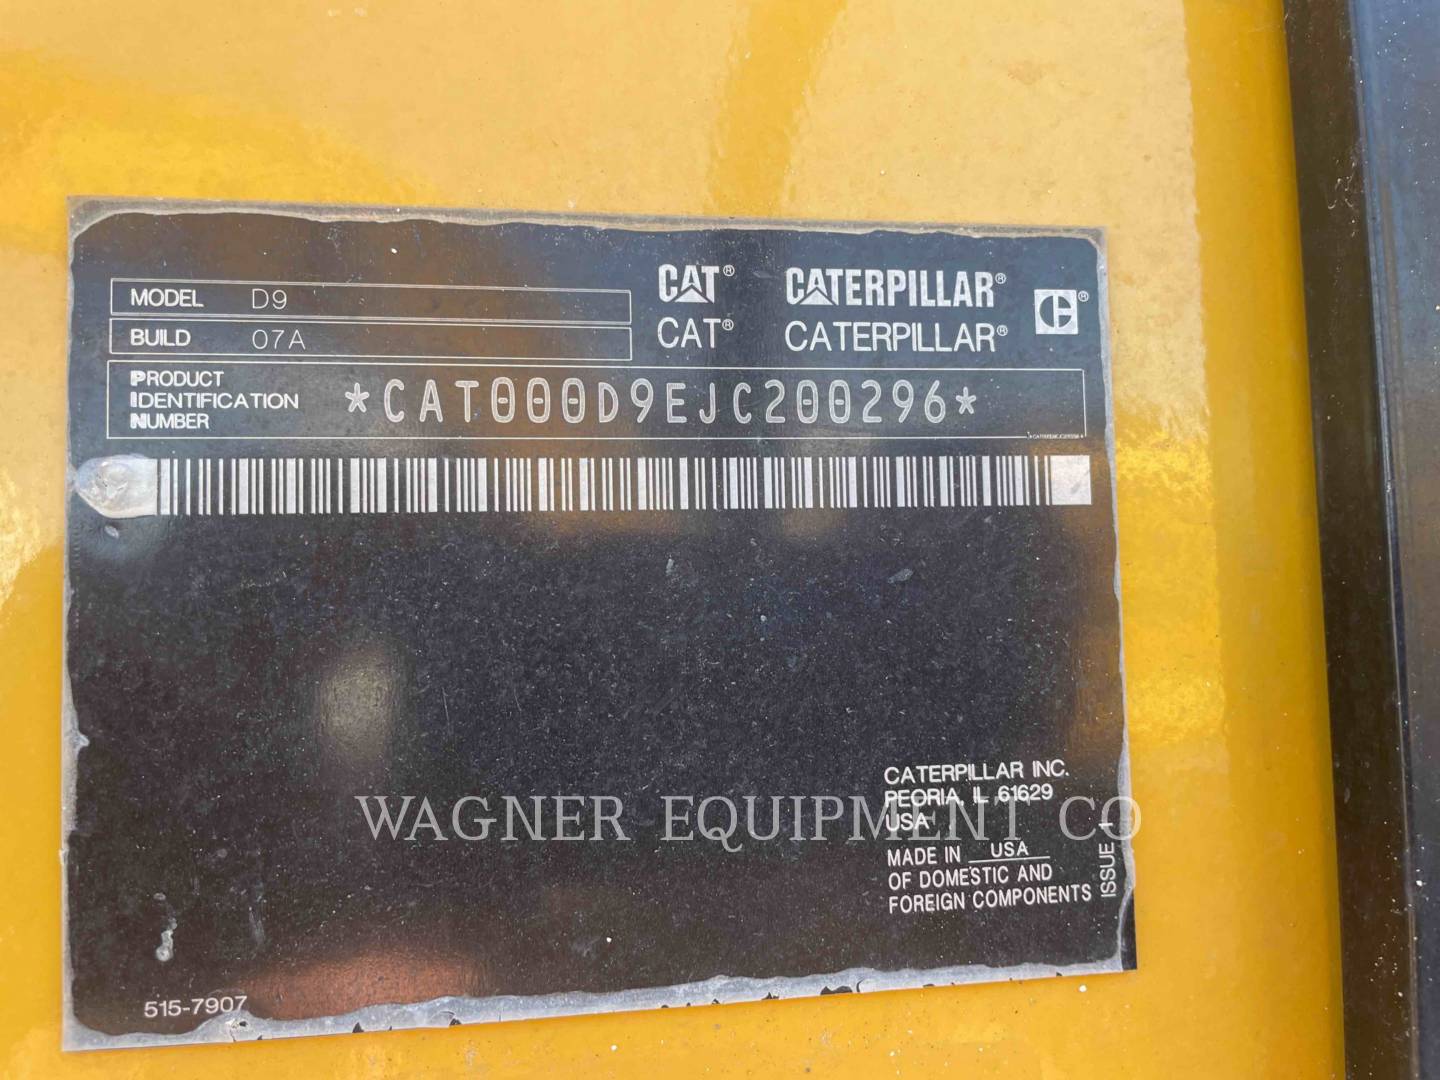 MODEL D9
BUILD 07A
CAT® CATERPILLAR®
CAT® CATERPILLAR®
PRODUCT
IDENTIFICATION
NUMBER
*CAT000D9EJC200296*
CATERPILLAR INC.
PEORIA, IL 61629
USA
MADE IN USA
OF DOMESTIC AND
FOREIGN COMPONENTS
ISSUE 1
515-7907
WAGNER EQUIPMENT CO